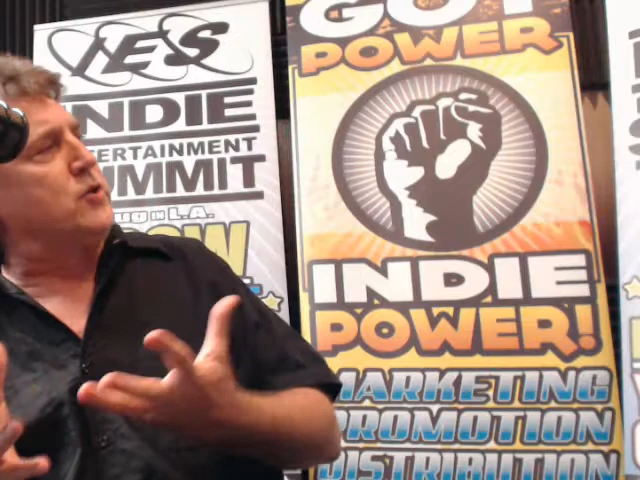 IES
INDIE
ENTERTAINMENT
SUMMIT
GOT
POWER
INDIE
POWER!
MARKETING
PROMOTION
DISTRIBUTION